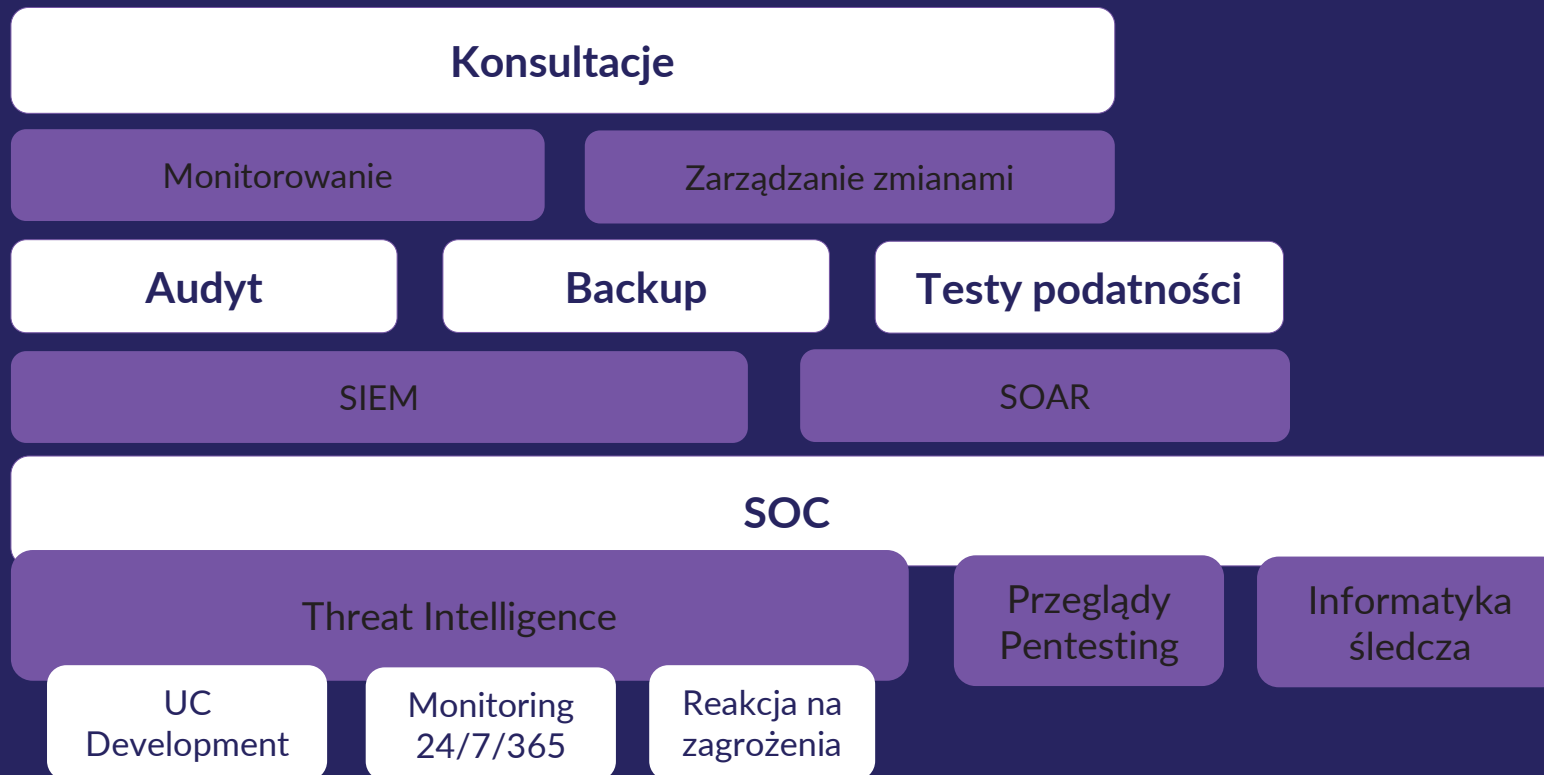 Konsultacje
Monitorowanie
Zarządzanie zmianami
Audyt
Backup
Testy podatności
SIEM
SOAR
SOC
Threat Intelligence
Przeglądy
Pentesting
Informatyka
śledcza
UC
Development
Monitoring
24/7/365
Reakcja na
zagrożenia